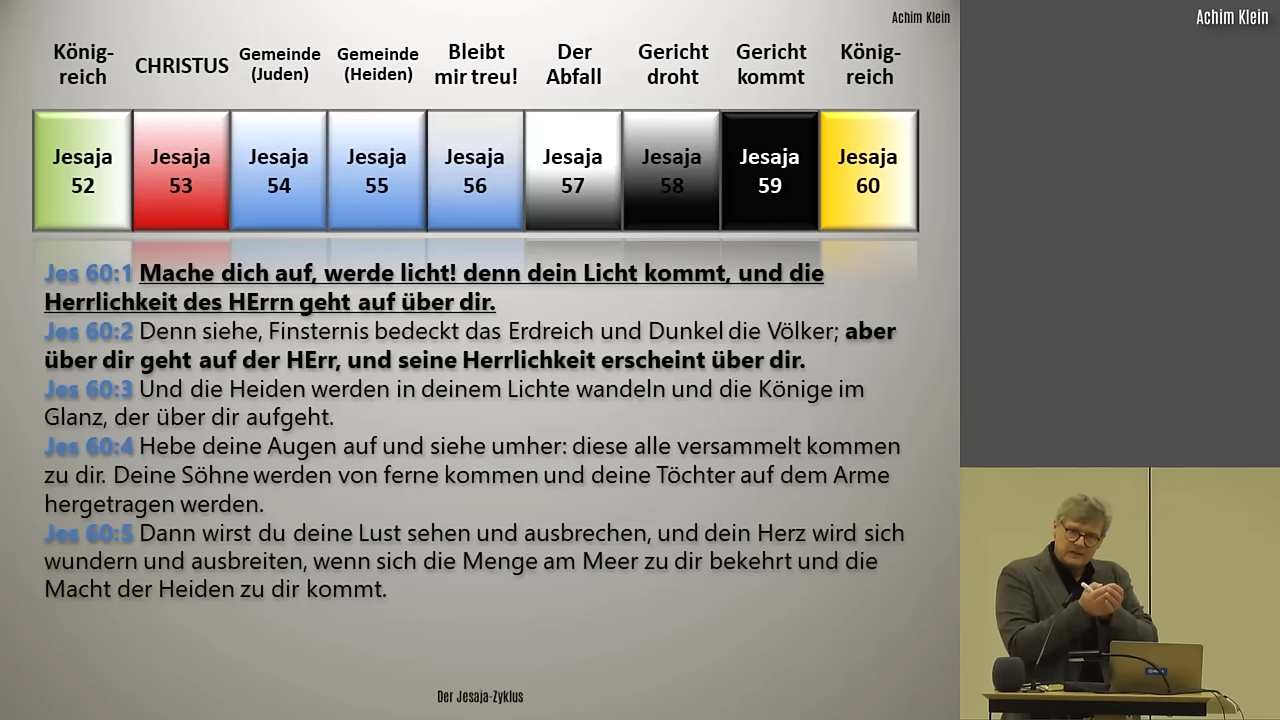 Achim Klein
Achim Klein
König-
reich
CHRISTUS
Gemeinde
(Juden)
Gemeinde
(Heiden)
Bleibt
mir treu!
Der
Abfall
Gericht
droht
Gericht
kommt
König-
reich
Jesaja
52
Jesaja
53
Jesaja
54
Jesaja
55
Jesaja
56
Jesaja
57
Jesaja
58
Jesaja
59
Jesaja
60
Jes 60:1 Mache dich auf, werde licht! denn dein Licht kommt, und die
Herrlichkeit des HErrn geht auf über dir.
Jes 60:2 Denn siehe, Finsternis bedeckt das Erdreich und Dunkel die Völker; aber
über dir geht auf der HErr, und seine Herrlichkeit erscheint über dir.
Jes 60:3 Und die Heiden werden in deinem Lichte wandeln und die Könige im
Glanz, der über dir aufgeht.
Jes 60:4 Hebe deine Augen auf und siehe umher: diese alle versammelt kommen
zu dir. Deine Söhne werden von ferne kommen und deine Töchter auf dem Arme
hergetragen werden.
Jes 60:5 Dann wirst du deine Lust sehen und ausbrechen, und dein Herz wird sich
wundern und ausbreiten, wenn sich die Menge am Meer zu dir bekehrt und die
Macht der Heiden zu dir kommt.
Der Jesaja-Zyklus